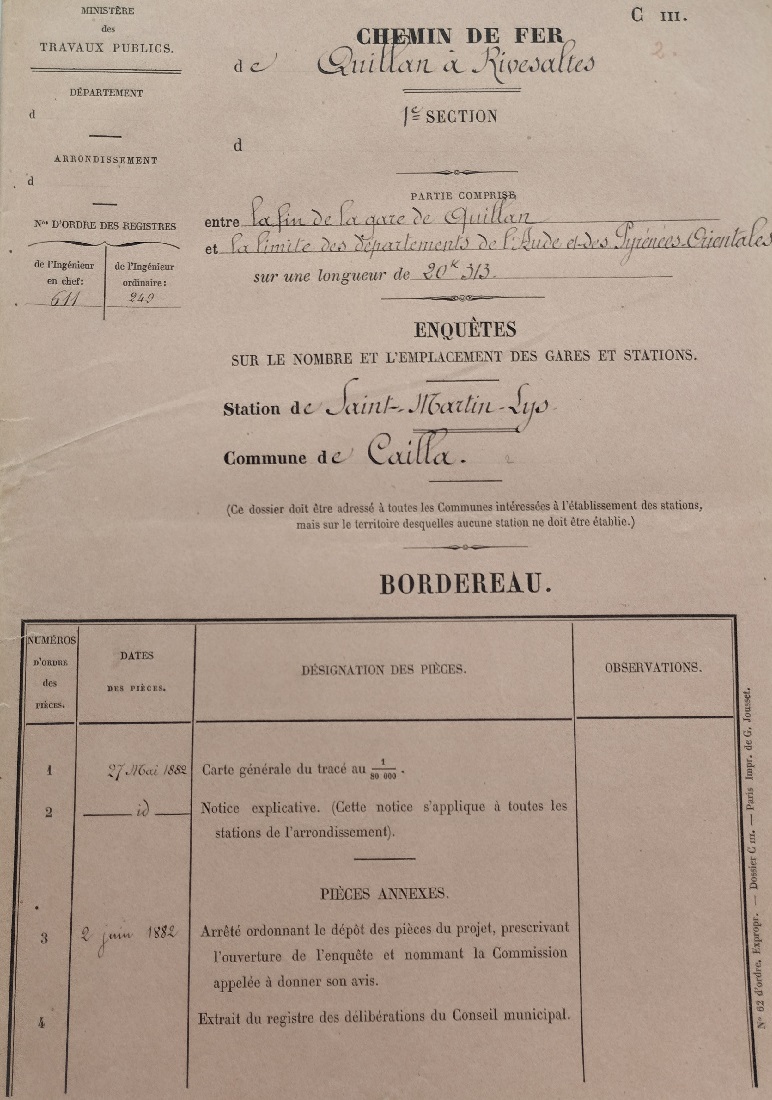 MINISTÈRE
des
TRAVAUX PUBLICS.
DÉPARTEMENT
d
ARRONDISSEMENT
d
Nos D'ORDRE DES REGISTRES
de l'Ingénieur
en chef:
611
de l'Ingénieur
ordinaire:
249
C III.
2.
CHEMIN DE FER
de Quillan à Rivesaltes
1e SECTION
d
PARTIE COMPRISE
entre la fin de la gare de Quillan
et la limite des départements de l'Aude et des Pyrénées-Orientales
sur une longueur de 20k 313
ENQUÊTES
SUR LE NOMBRE ET L'EMPLACEMENT DES GARES ET STATIONS.
Station de Saint-Martin-Lys
Commune de Cailla.
(Ce dossier doit être adressé à toutes les Communes intéressées à l'établissement des stations,
mais sur le territoire desquelles aucune station ne doit être établie.)
BORDEREAU.
NUMÉROS
D'ORDRE
des
PIÈCES.
DATES
DES PIÈCES.
DÉSIGNATION DES PIÈCES.
OBSERVATIONS.
1 27 Mai 1882 Carte générale du tracé au 1/80 000.
2 id Notice explicative. (Cette notice s'applique à toutes les
stations de l'arrondissement).
PIÈCES ANNEXES.
3 2 juin 1882 Arrêté ordonnant le dépôt des pièces du projet, prescrivant
l'ouverture de l'enquête et nommant la Commission
appelée à donner son avis.
4 Extrait du registre des délibérations du Conseil municipal.
N° 62 d'ordre. Expropr. — Dossier C III. — Paris Impr. de G. Jousset.